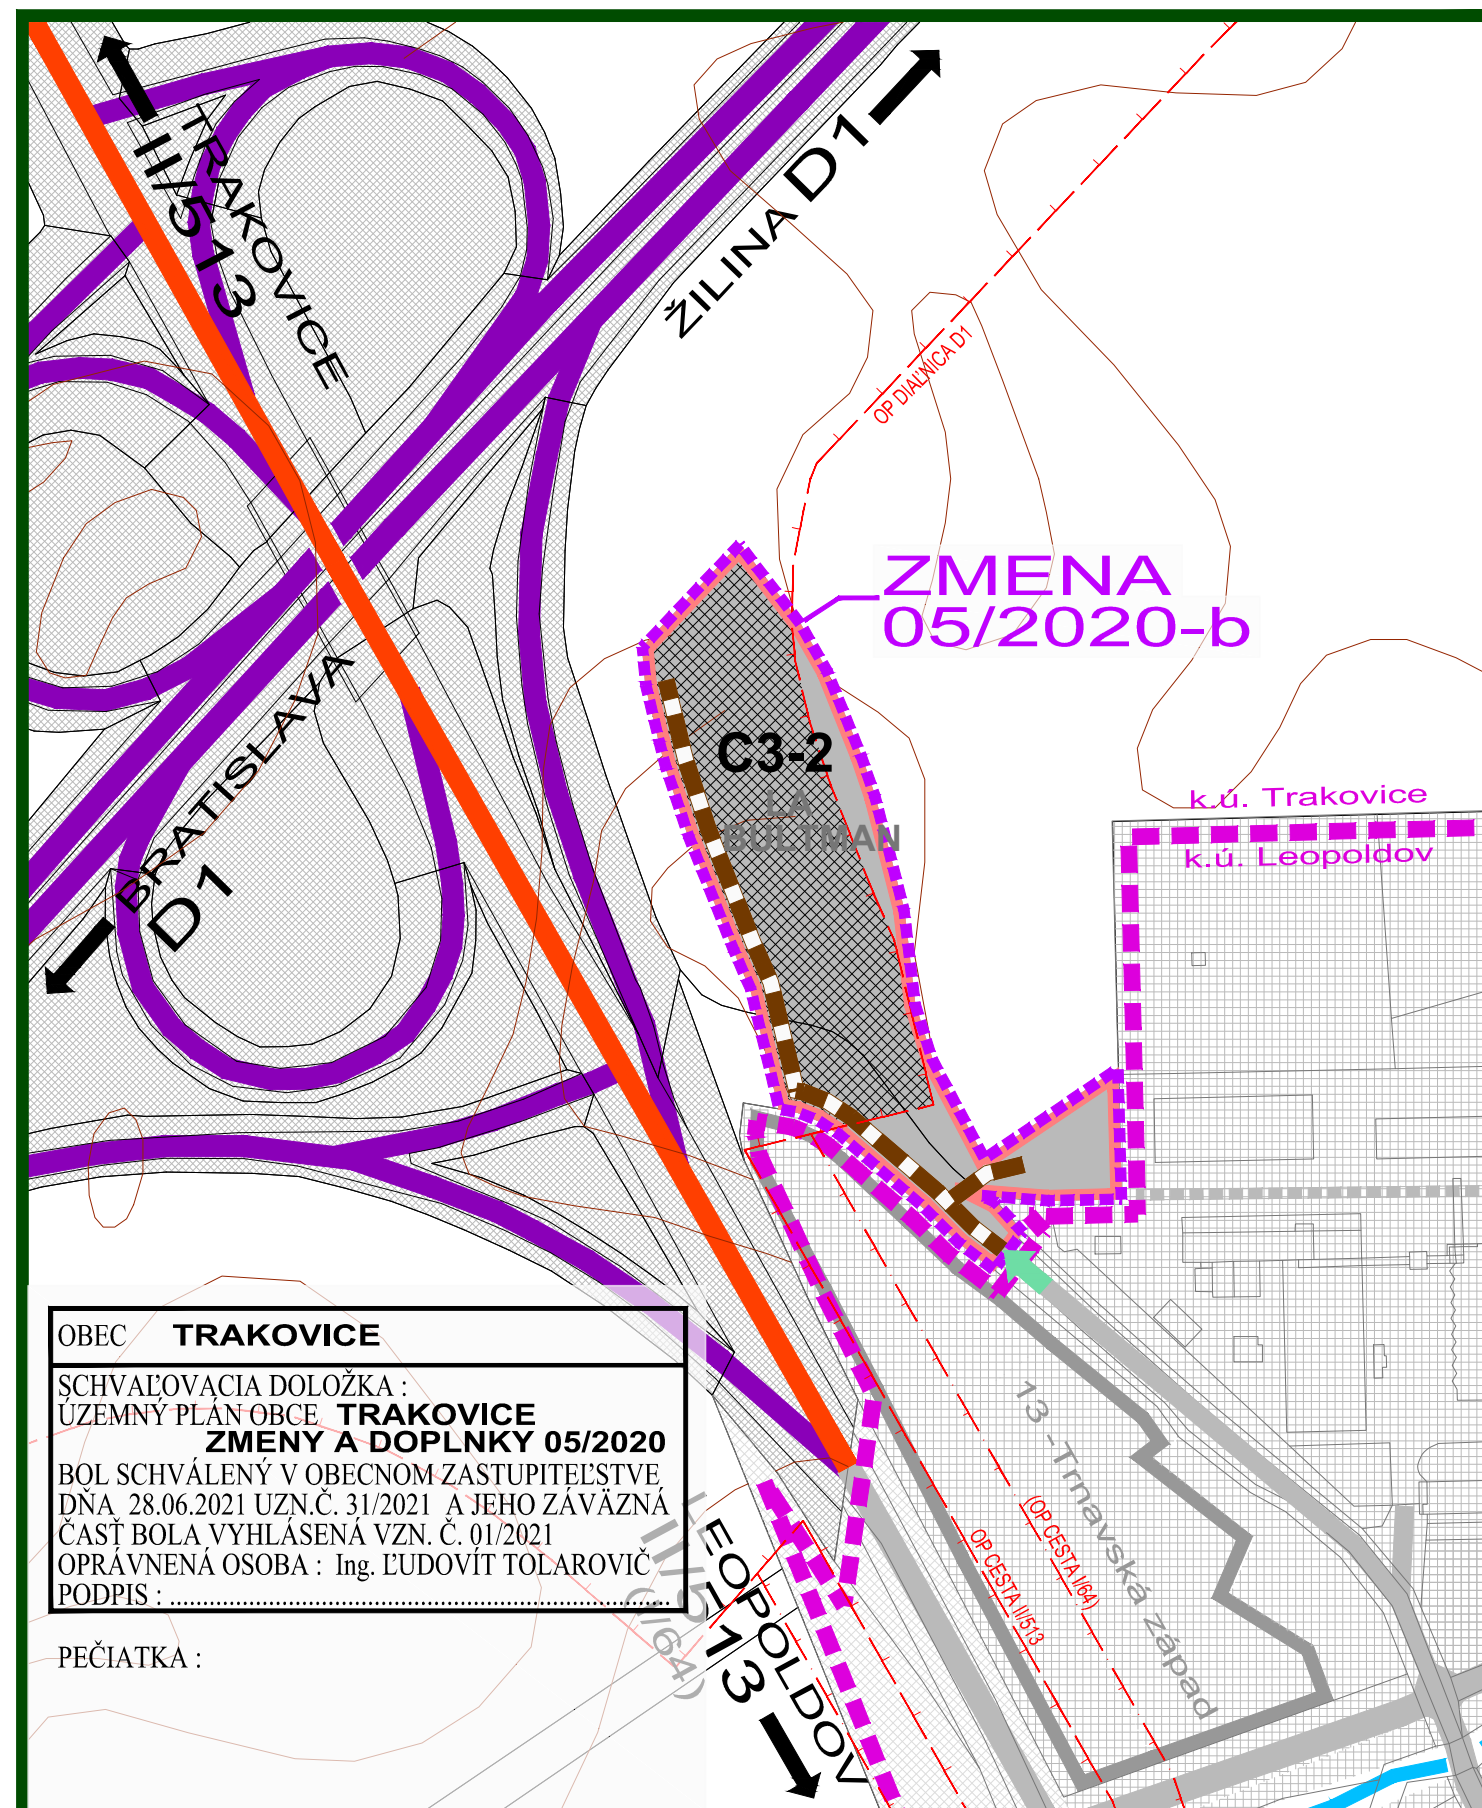 TRAKOVICE
II/513
ŽILINA D1
OP DIAĽNICA D1
ZMENA
05/2020-b
BRATISLAVA
D1
C3-2
LA
BULTMAN
k.ú. Trakovice
k.ú. Leopoldov
OBEC TRAKOVICE
SCHVAĽOVACIA DOLOŽKA :
ÚZEMNÝ PLÁN OBCE TRAKOVICE
ZMENY A DOPLNKY 05/2020
BOL SCHVÁLENÝ V OBECNOM ZASTUPITEĽSTVE
DŇA 28.06.2021 UZN.Č. 31/2021 A JEHO ZÁVÄZNÁ
ČASŤ BOLA VYHLÁSENÁ VZN. Č. 01/2021
OPRÁVNENÁ OSOBA : Ing. ĽUDOVÍT TOLAROVIČ
PODPIS : ............................................................................
PEČIATKA :
LEOPOLDOV
II/513
(I/64)
OP CESTA II/513
(OP CESTA I/64)
13 -Trnavská západ